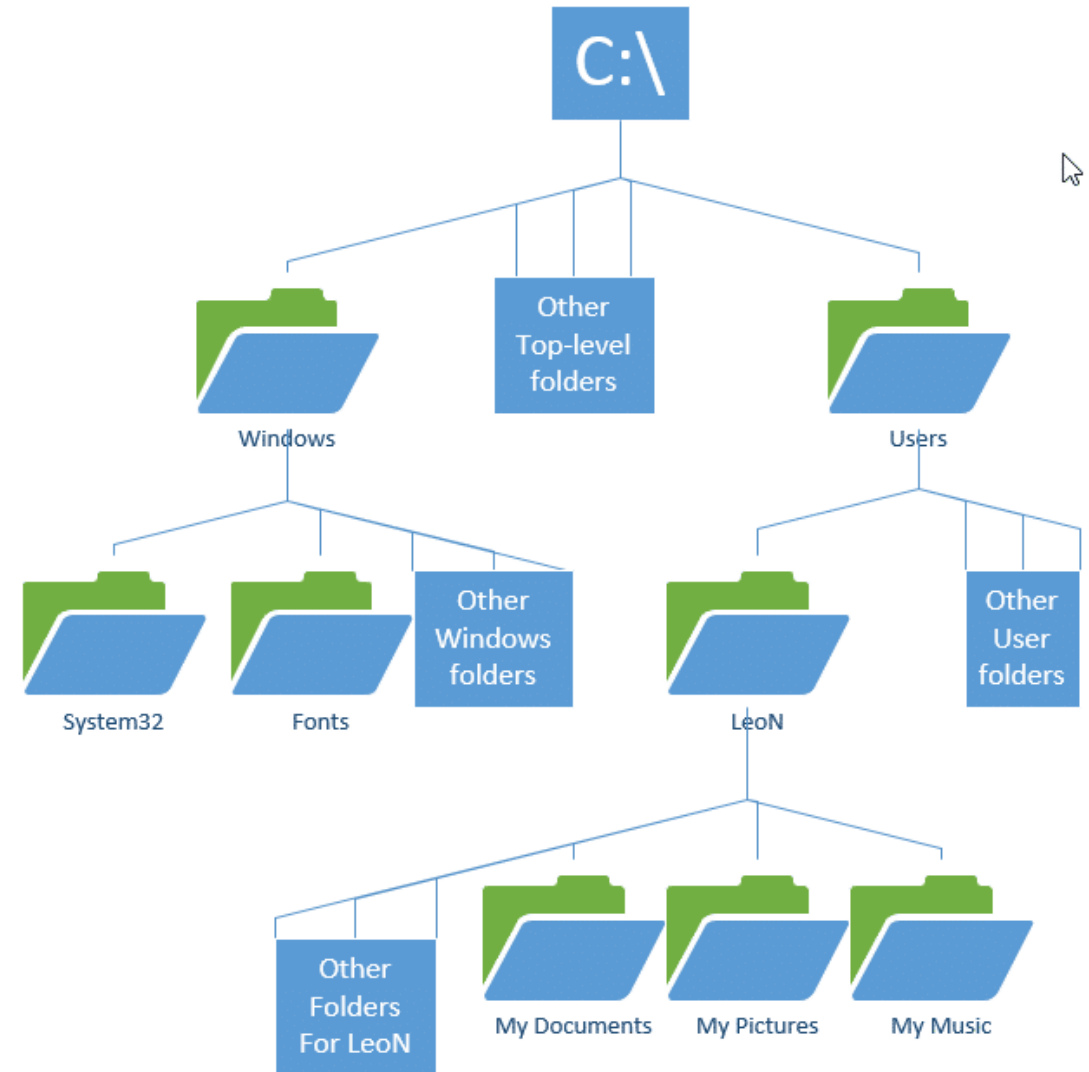 C:\
Other
Top-level
folders
Windows
Users
Other
Windows
folders
Other
User
folders
System32
Fonts
LeoN
Other
Folders
For LeoN
My Documents
My Pictures
My Music